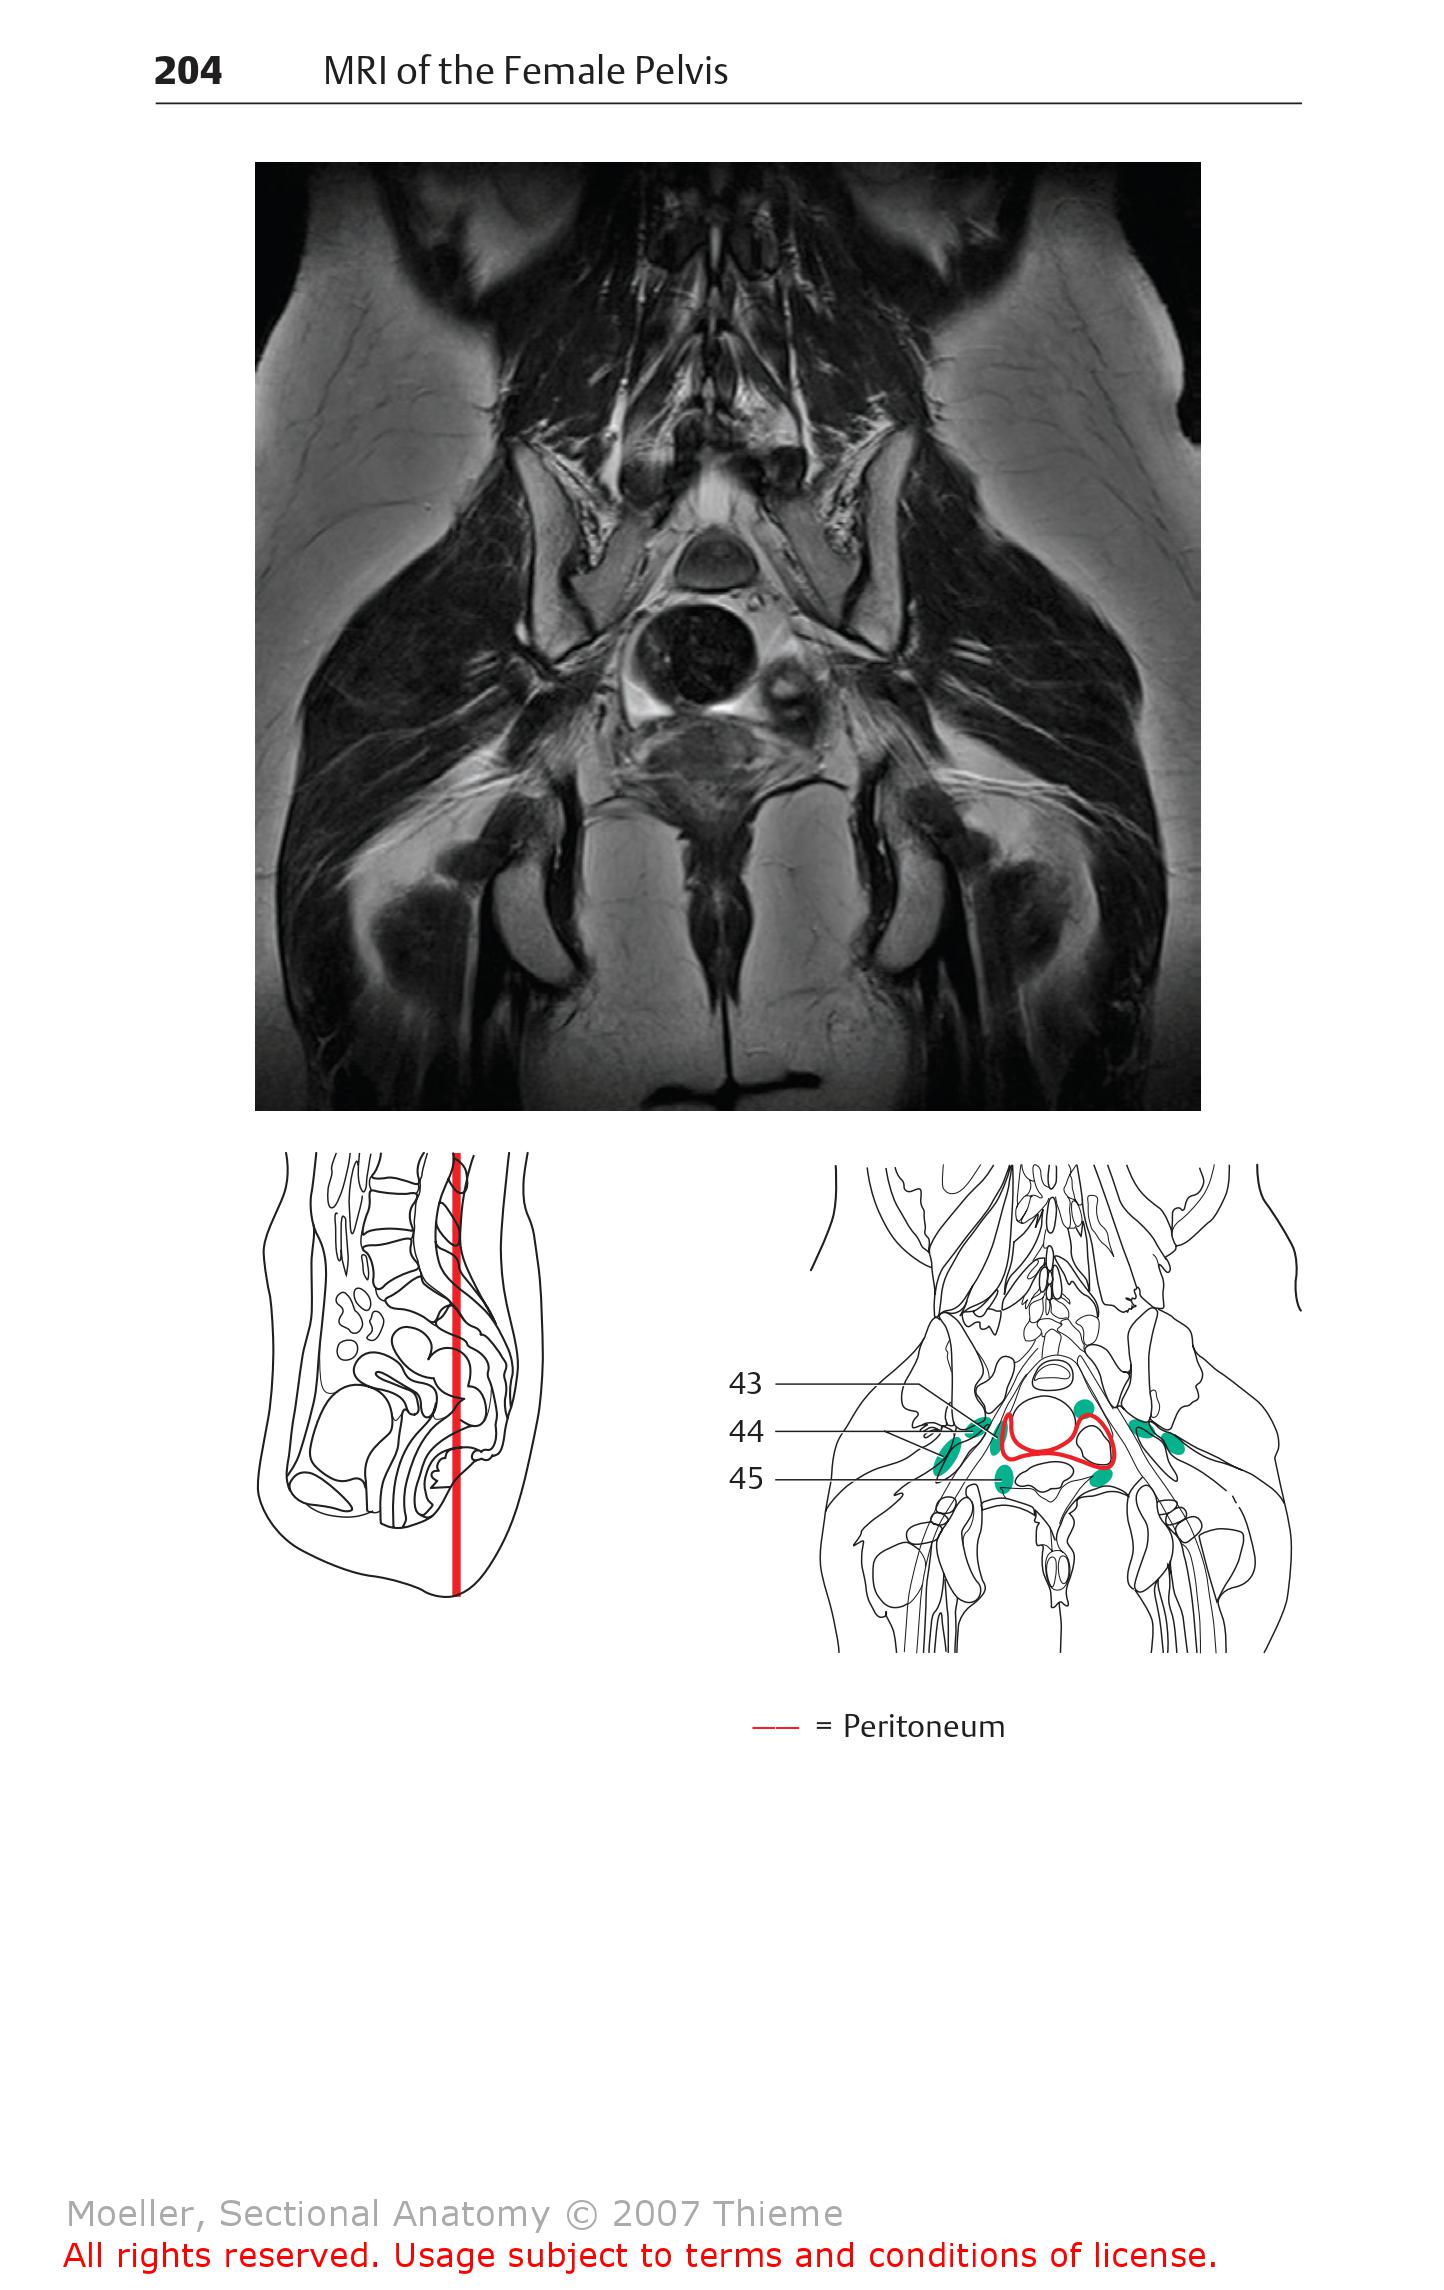 204 MRI of the Female Pelvis
43
44
45
—— = Peritoneum
Moeller, Sectional Anatomy © 2007 Thieme
All rights reserved. Usage subject to terms and conditions of license.